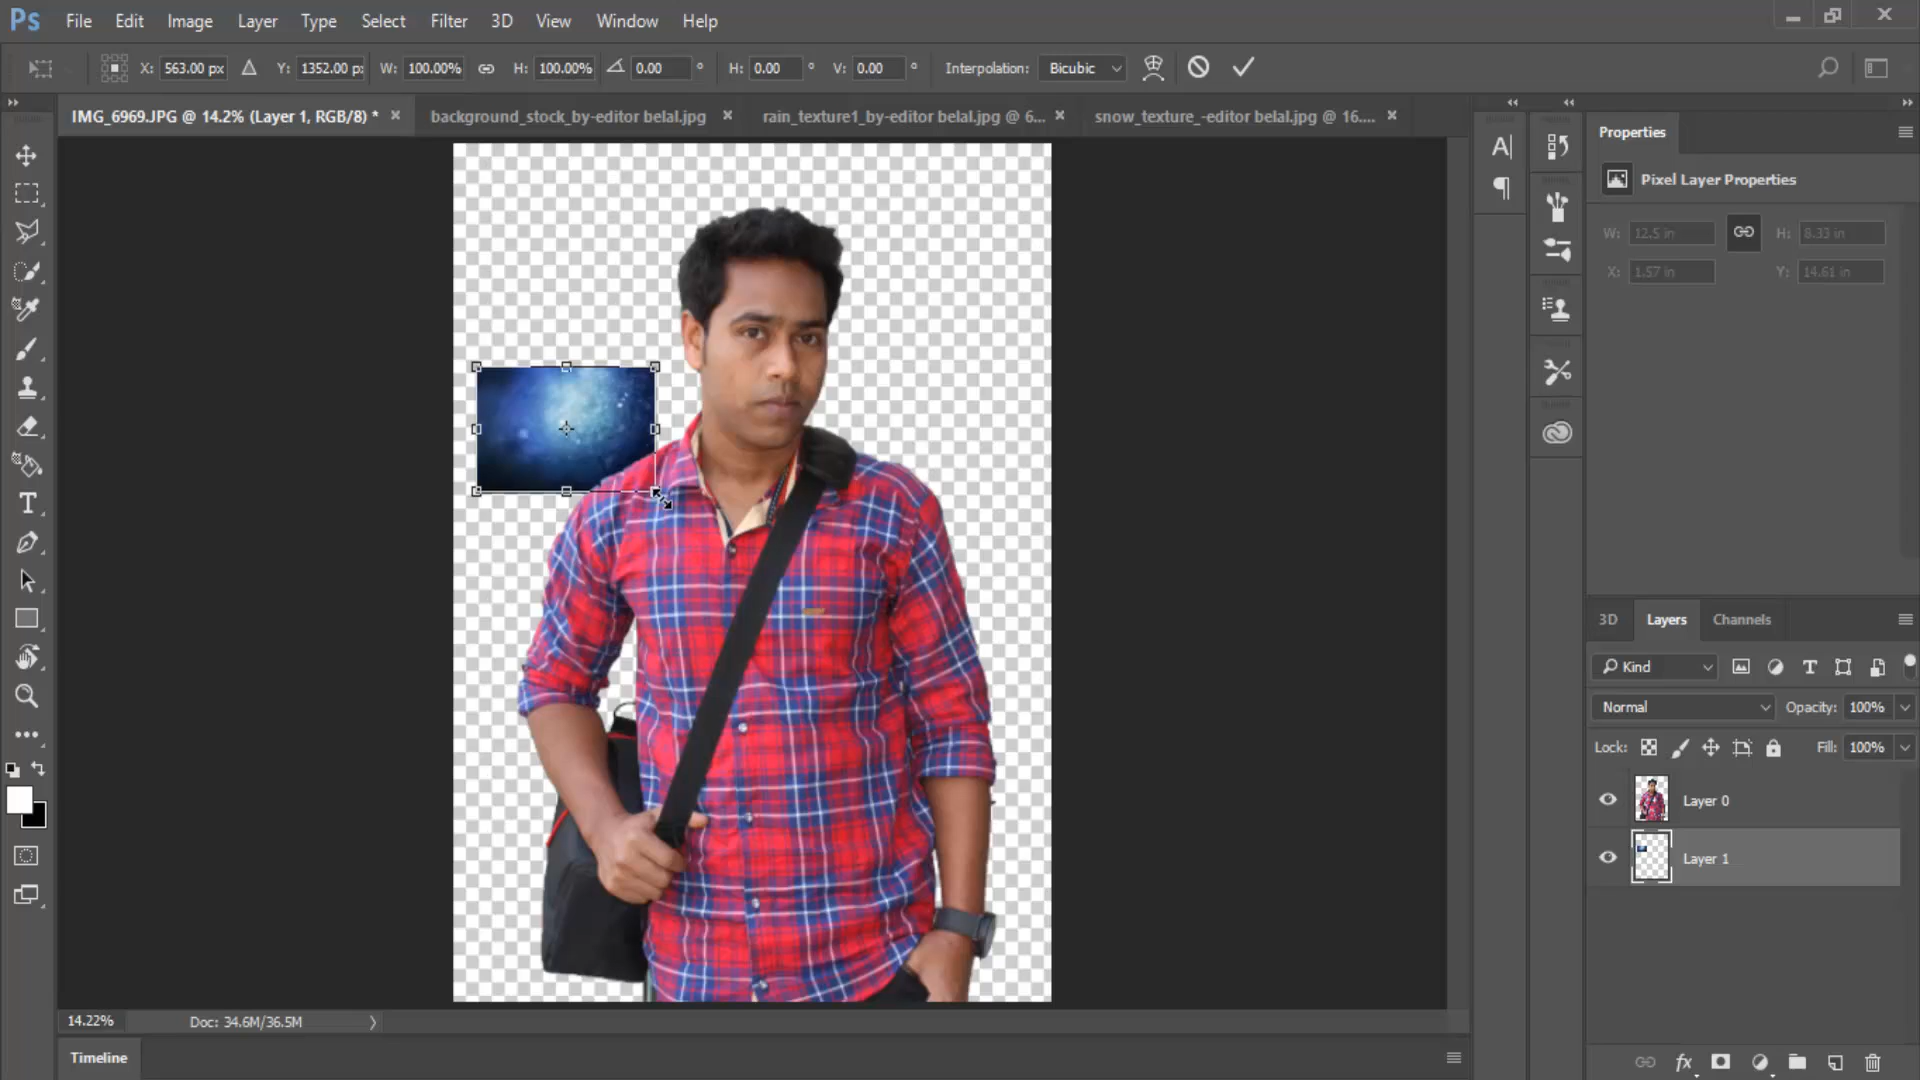 Ps File Edit Image Layer Type Select Filter 3D View Window Help
X: 563.00 px Y: 1352.00 p: W: 100.00% H: 100.00% 0.00 ° H: 0.00 ° V: 0.00 ° Interpolation: Bicubic
IMG_6969.JPG @ 14.2% (Layer 1, RGB/8) * × background_stock_by-editor belal.jpg × rain_texture1_by-editor belal.jpg @ 6... × snow_texture_-editor belal.jpg @ 16.... ×
Properties
Pixel Layer Properties
W: 12.5 in H: 8.33 in
X: 1.57 in Y: 14.61 in
3D Layers Channels
Kind
Normal Opacity: 100%
Lock: Fill: 100%
Layer 0
Layer 1
14.22% Doc: 34.6M/36.5M
Timeline